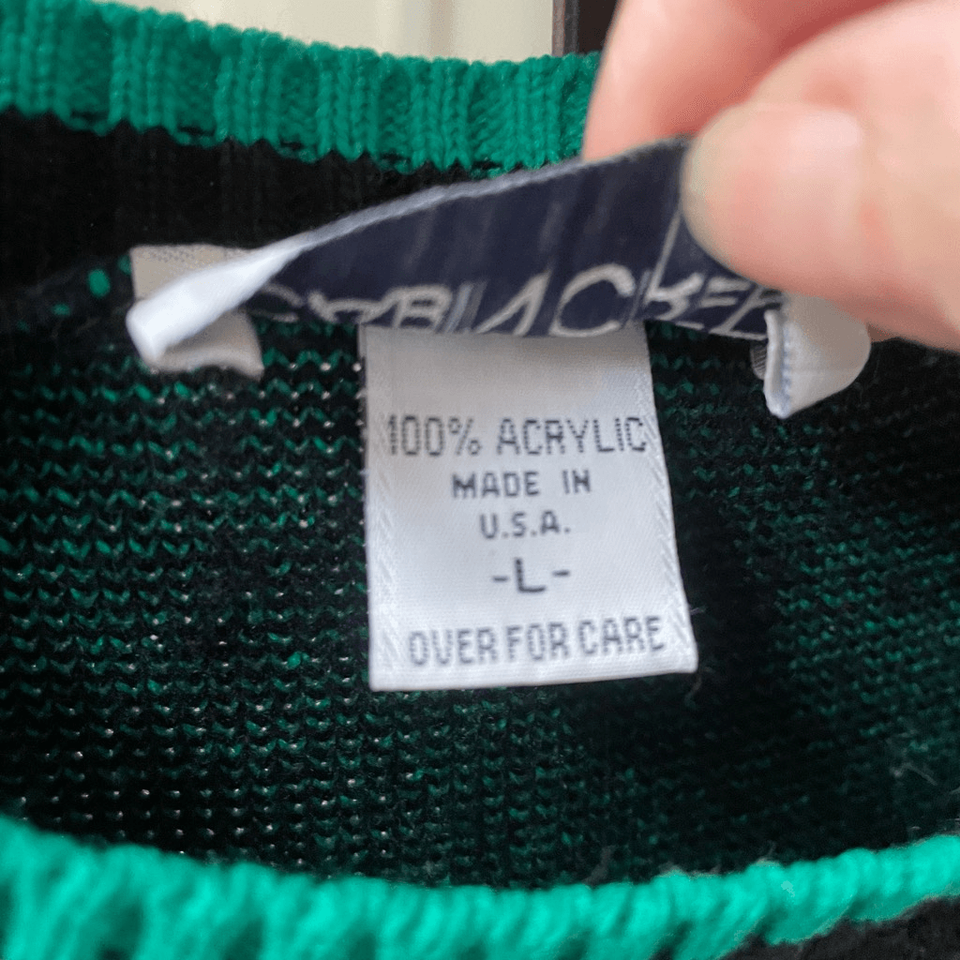 100% ACRYLIC
MADE IN
U.S.A.
-L-
OVER FOR CARE